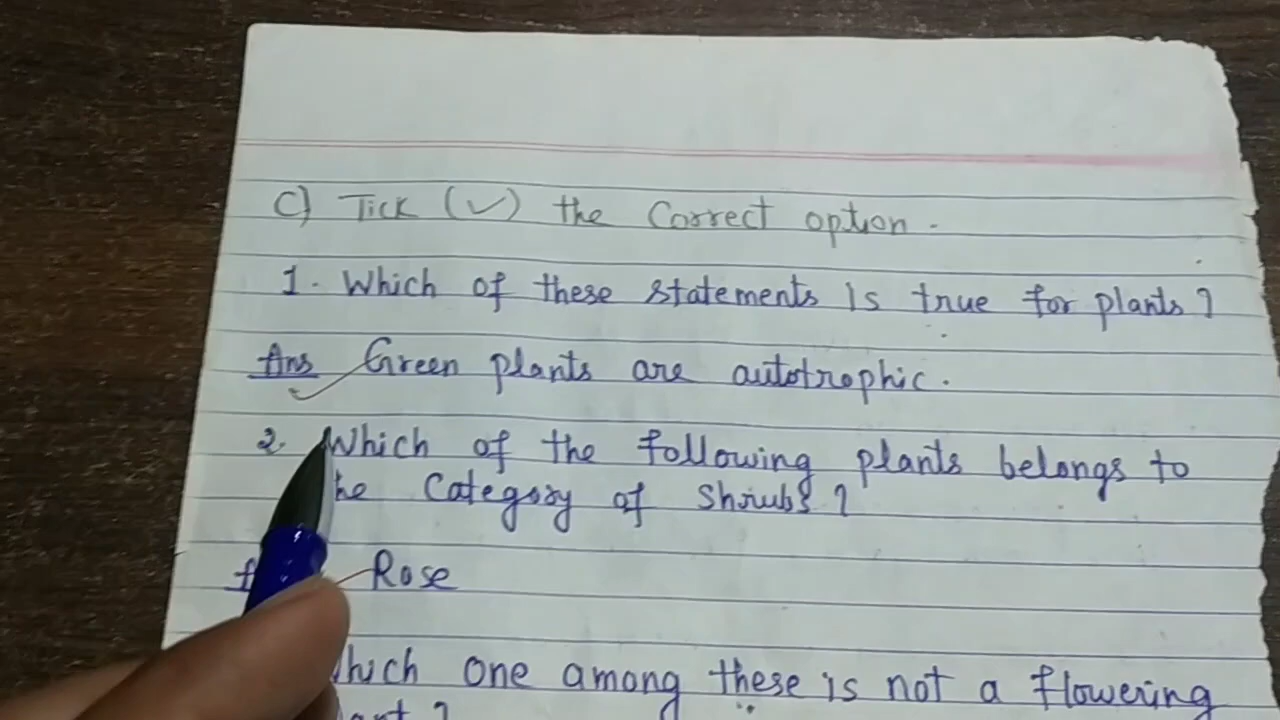 C) Tick (✓) the Correct option.
1. Which of these statements is true for plants?
Ans Green plants are autotrophic.
2. Which of the following plants belongs to
he Category of Shrubs?
Rose
hich one among these is not a flowering